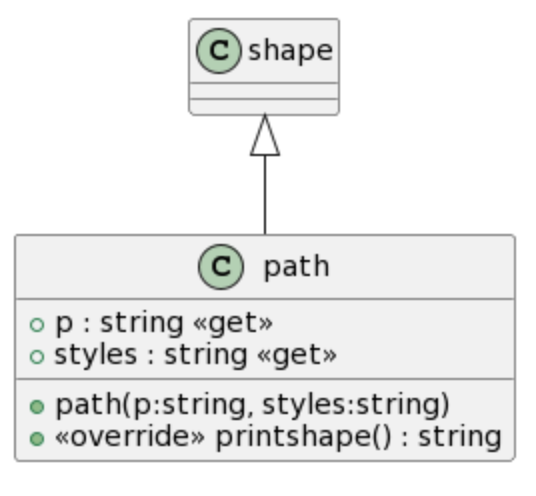 C shape
C path
p : string «get»
styles : string «get»
path(p:string, styles:string)
«override» printshape() : string